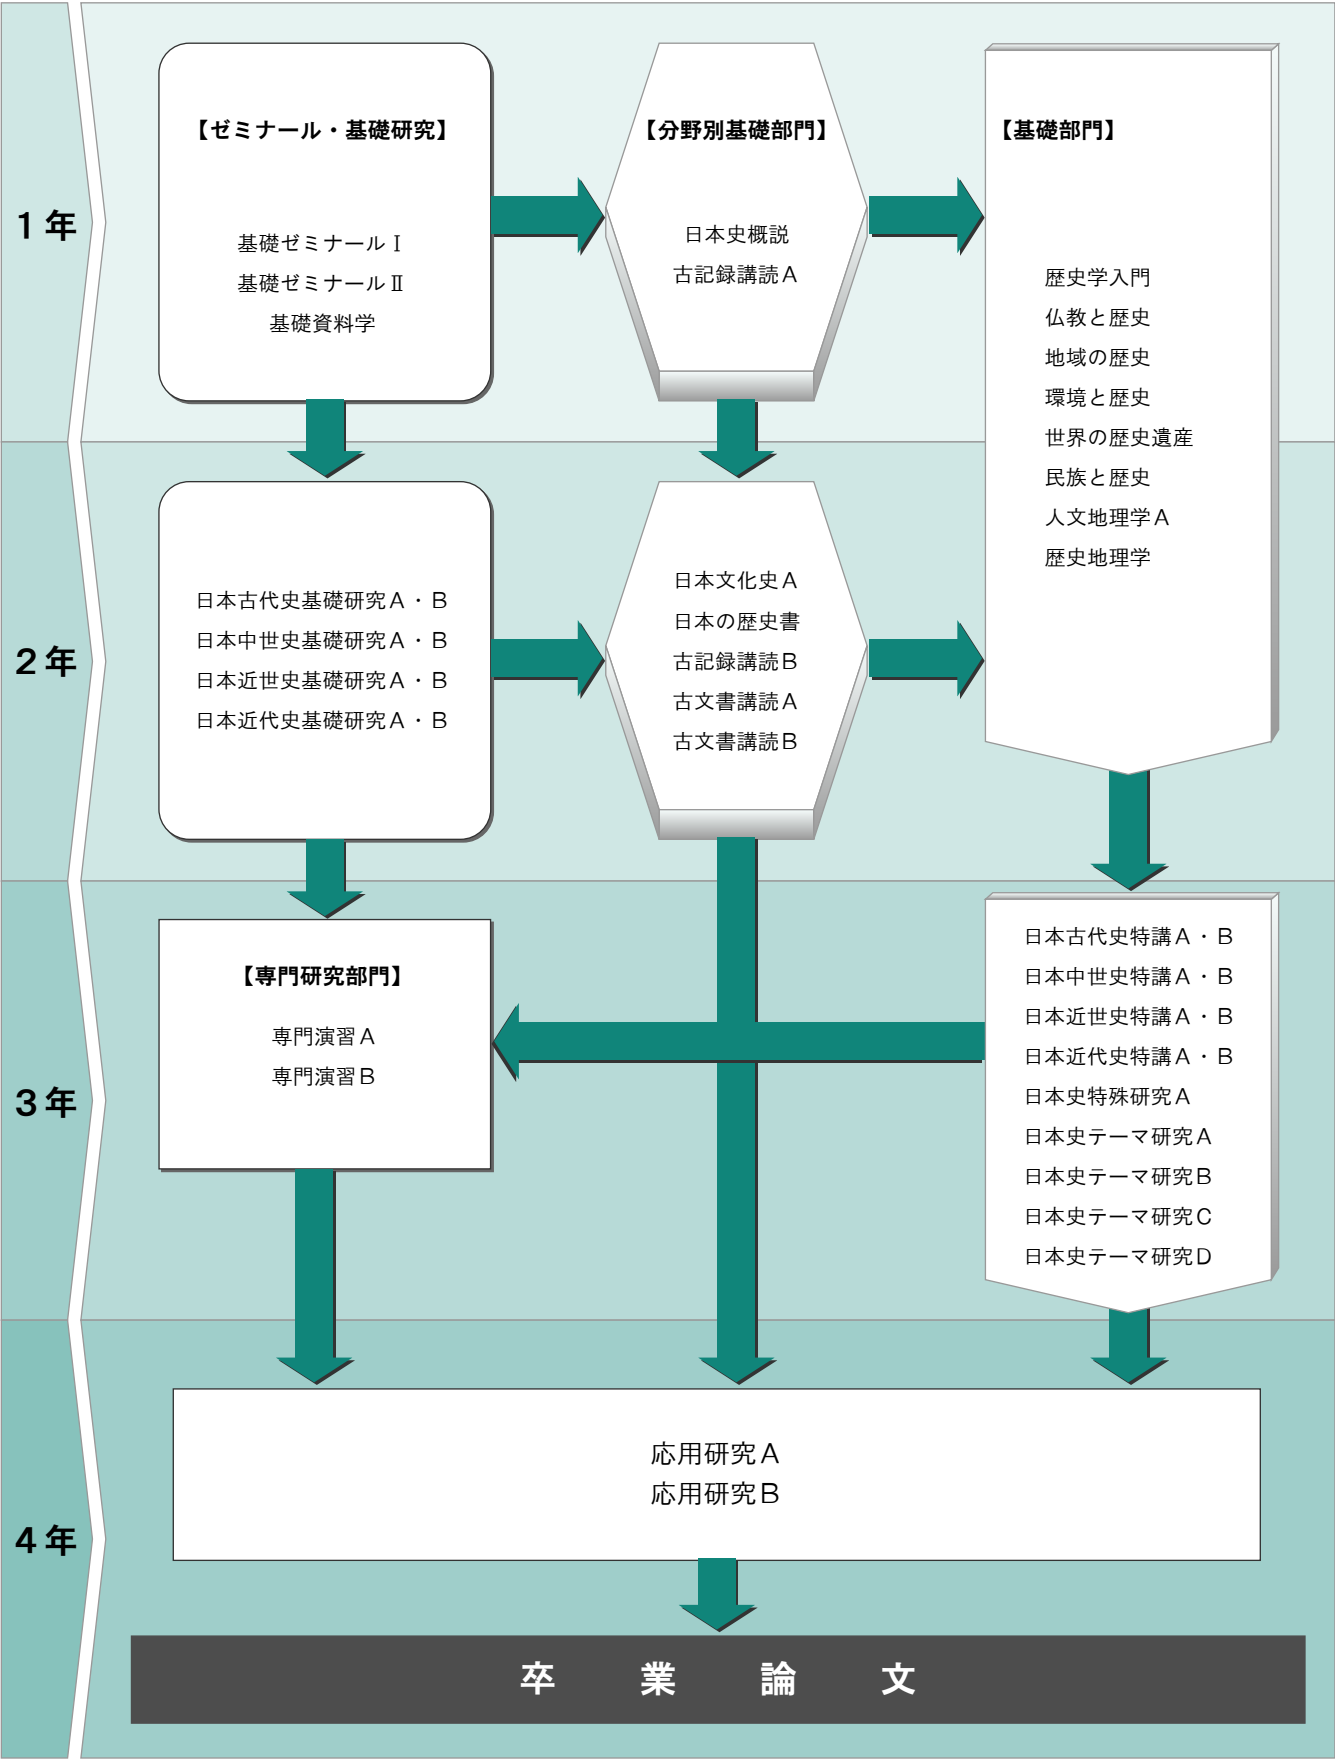 1年
【ゼミナール・基礎研究】
基礎ゼミナールⅠ
基礎ゼミナールⅡ
基礎資料学
【分野別基礎部門】
日本史概説
古記録講読A
【基礎部門】
歴史学入門
仏教と歴史
地域の歴史
環境と歴史
世界の歴史遺産
民族と歴史
人文地理学A
歴史地理学
2年
日本古代史基礎研究A・B
日本中世史基礎研究A・B
日本近世史基礎研究A・B
日本近代史基礎研究A・B
日本文化史A
日本の歴史書
古記録講読B
古文書講読A
古文書講読B
3年
【専門研究部門】
専門演習A
専門演習B
日本古代史特講A・B
日本中世史特講A・B
日本近世史特講A・B
日本近代史特講A・B
日本史特殊研究A
日本史テーマ研究A
日本史テーマ研究B
日本史テーマ研究C
日本史テーマ研究D
4年
応用研究A
応用研究B
卒業論文